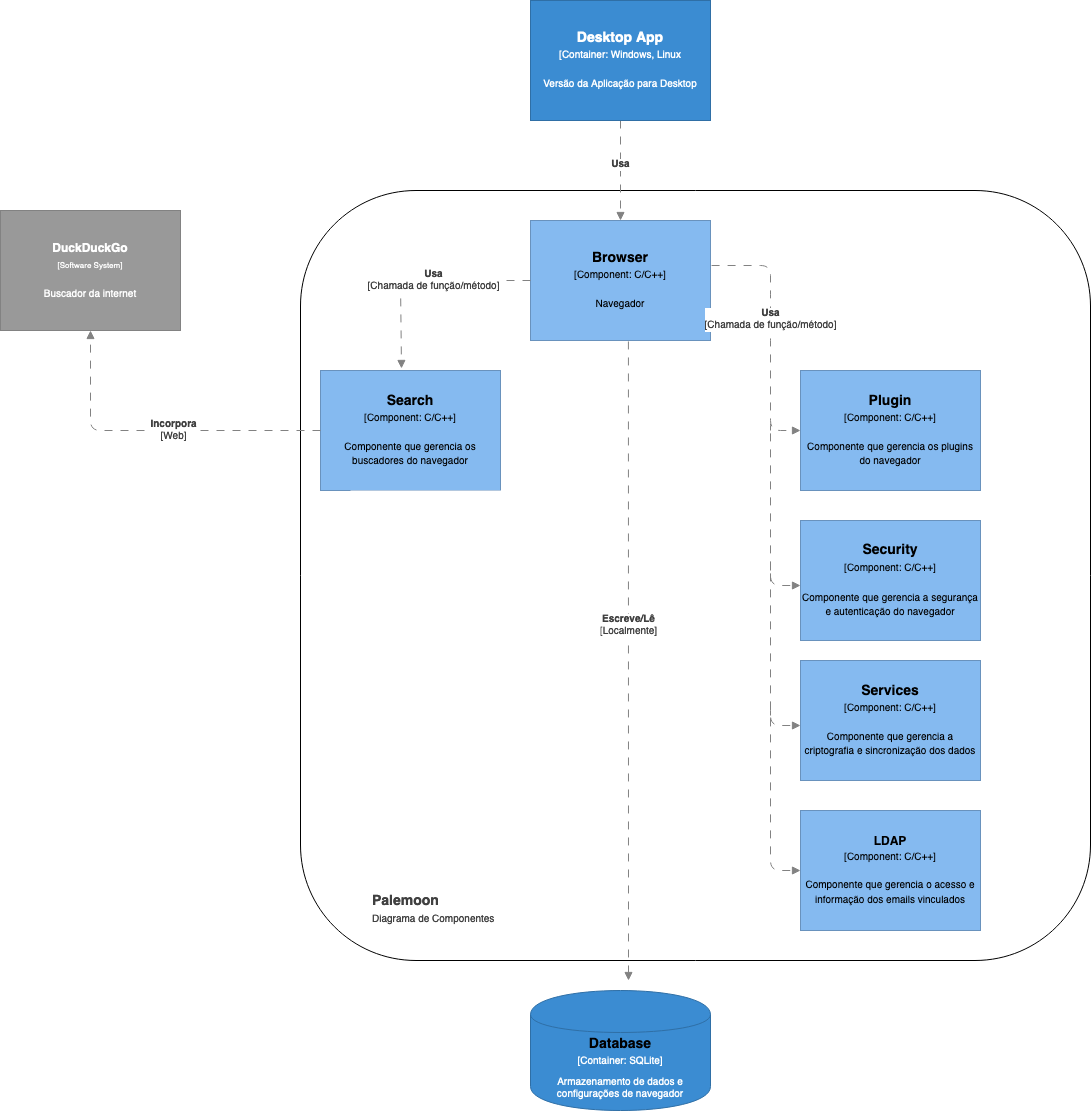 Desktop App
[Container: Windows, Linux
Versão da Aplicação para Desktop
Usa
DuckDuckGo
[Software System]
Buscador da internet
Browser
[Component: C/C++]
Navegador
Usa
[Chamada de função/método]
Usa
[Chamada de função/método]
Search
[Component: C/C++]
Componente que gerencia os
buscadores do navegador
Incorpora
[Web]
Plugin
[Component: C/C++]
Componente que gerencia os plugins
do navegador
Security
[Component: C/C++]
Componente que gerencia a segurança
e autenticação do navegador
Escreve/Lê
[Localmente]
Services
[Component: C/C++]
Componente que gerencia a
criptografia e sincronização dos dados
LDAP
[Component: C/C++]
Componente que gerencia o acesso e
informação dos emails vinculados
Palemoon
Diagrama de Componentes
Database
[Container: SQLite]
Armazenamento de dados e
configurações de navegador